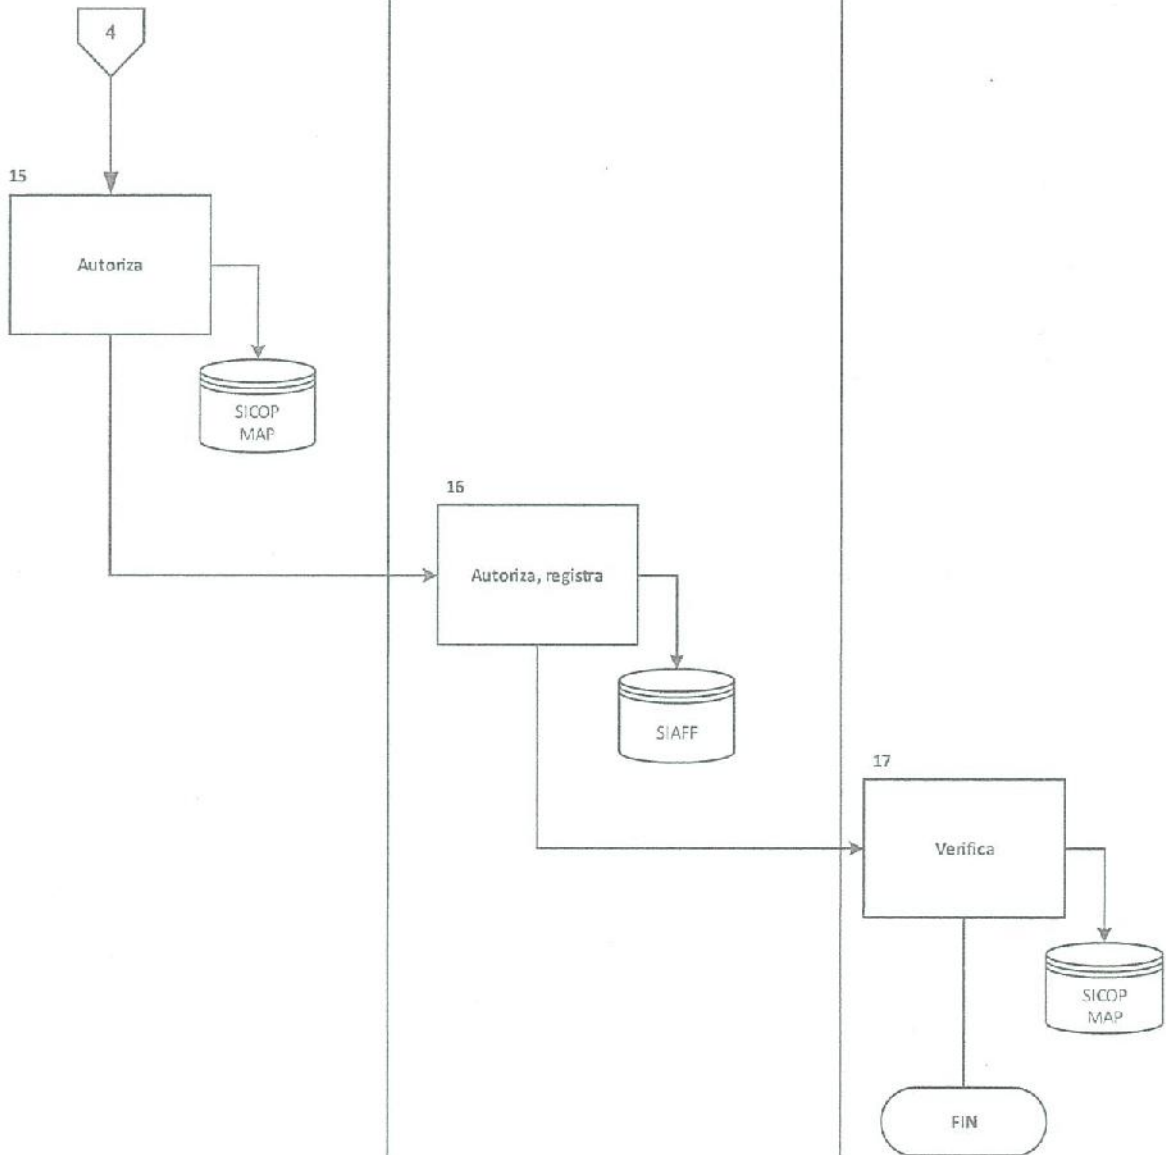 4
15
Autoriza
SICOP
MAP
16
Autoriza, registra
SIAFF
17
Verifica
SICOP
MAP
FIN